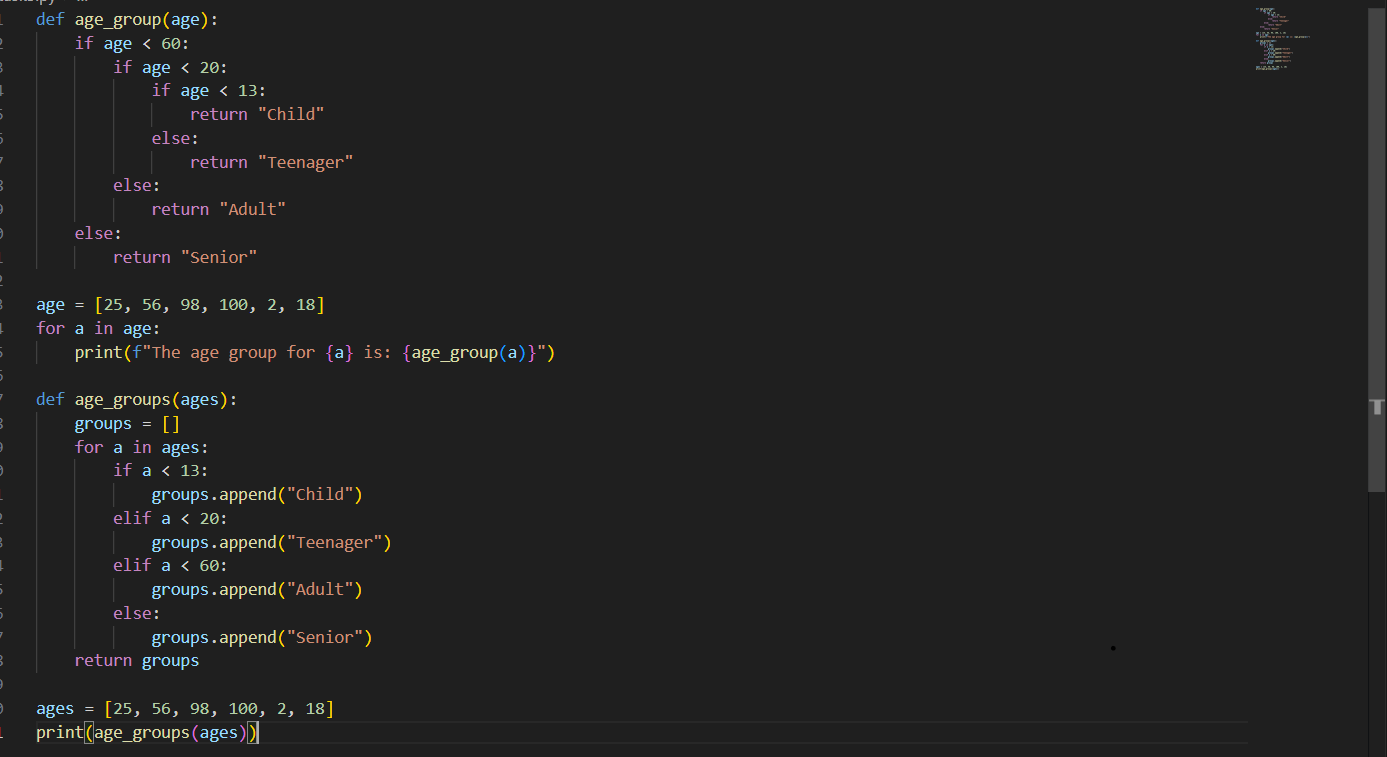 def age_group(age):
    if age < 60:
        if age < 20:
            if age < 13:
                return "Child"
            else:
                return "Teenager"
        else:
            return "Adult"
    else:
        return "Senior"

age = [25, 56, 98, 100, 2, 18]
for a in age:
    print(f"The age group for {a} is: {age_group(a)}")

def age_groups(ages):
    groups = []
    for a in ages:
        if a < 13:
            groups.append("Child")
        elif a < 20:
            groups.append("Teenager")
        elif a < 60:
            groups.append("Adult")
        else:
            groups.append("Senior")
    return groups

ages = [25, 56, 98, 100, 2, 18]
print(age_groups(ages))